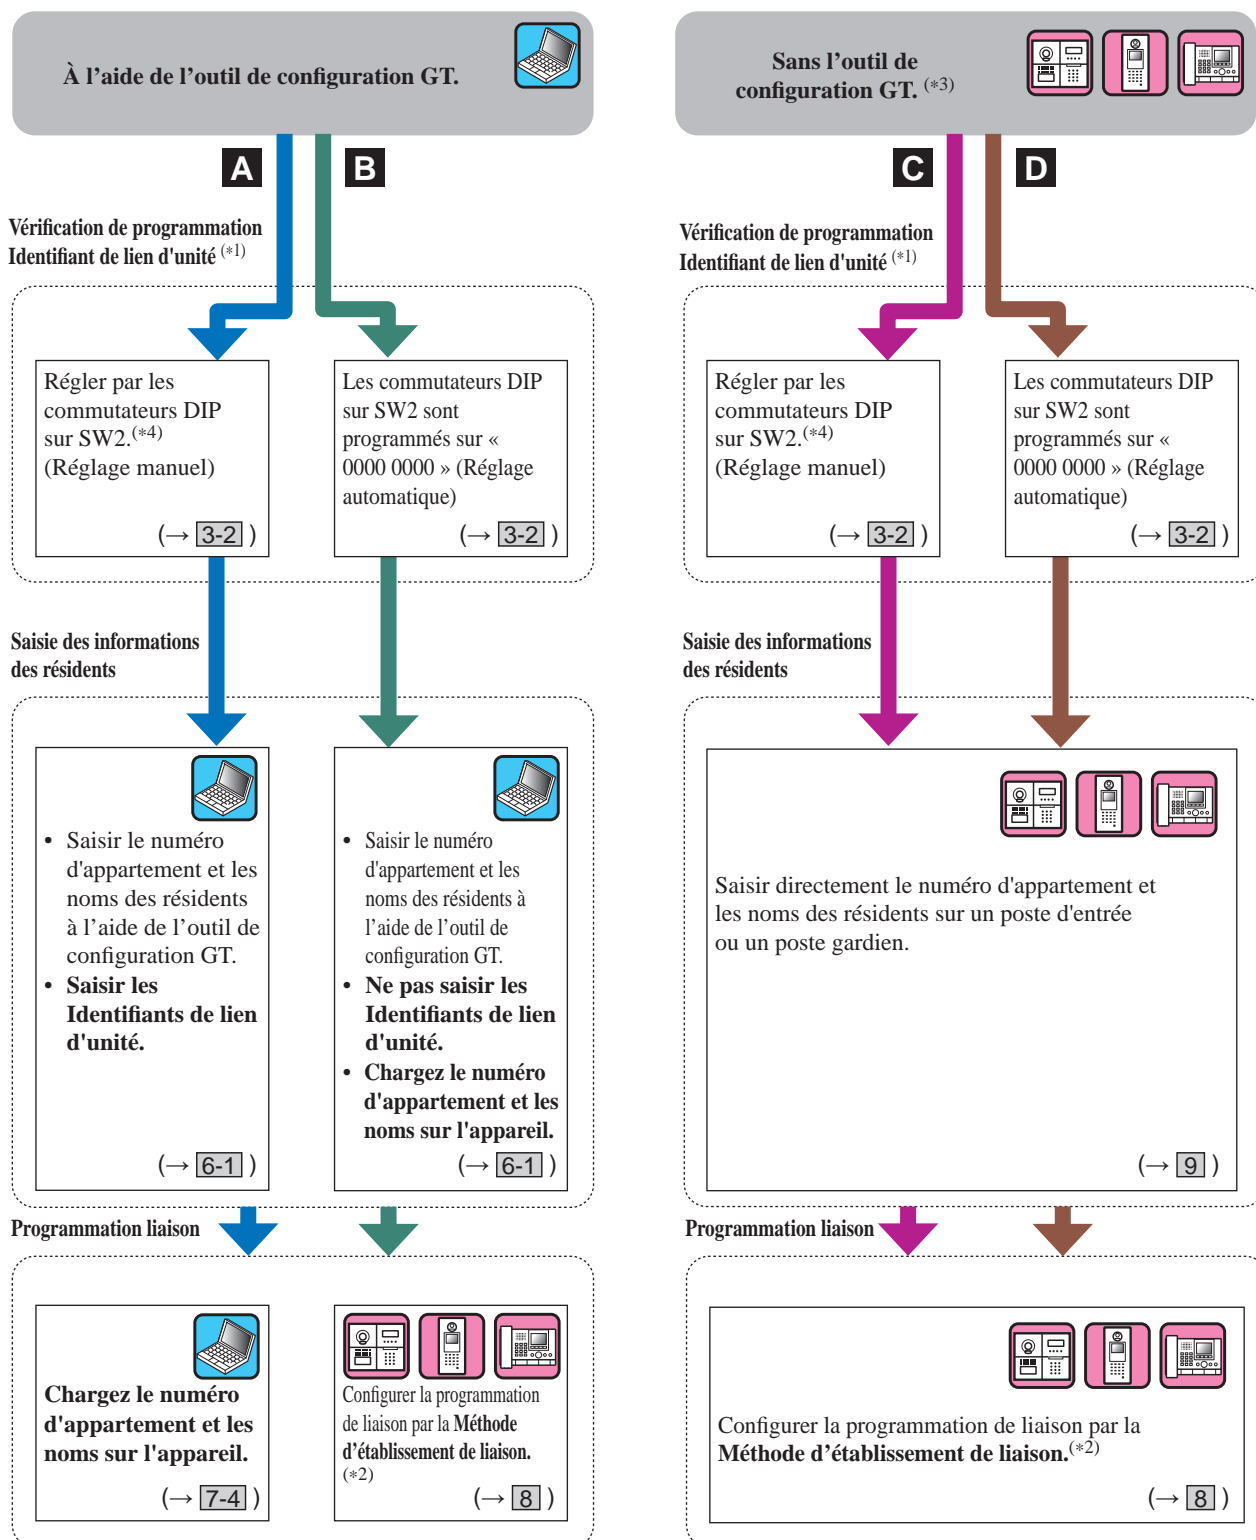 À l’aide de l’outil de configuration GT.
A
B
Vérification de programmation
Identifiant de lien d'unité (*1)
Régler par les
commutateurs DIP
sur SW2.(*4)
(Réglage manuel)
(→ 3-2 )
Les commutateurs DIP
sur SW2 sont
programmés sur «
0000 0000 » (Réglage
automatique)
(→ 3-2 )
Saisie des informations
des résidents
• Saisir le numéro
d'appartement et les
noms des résidents
à l’aide de l’outil de
configuration GT.
• Saisir les
Identifiants de lien
d'unité.
(→ 6-1 )
• Saisir le numéro
d'appartement et les
noms des résidents à
l’aide de l’outil de
configuration GT.
• Ne pas saisir les
Identifiants de lien
d'unité.
• Chargez le numéro
d'appartement et les
noms sur l'appareil.
(→ 6-1 )
Programmation liaison
Chargez le numéro
d'appartement et les
noms sur l'appareil.
(→ 7-4 )
Configurer la programmation
de liaison par la Méthode
d’établissement de liaison.
(*2)
(→ 8 )
Sans l’outil de
configuration GT. (*3)
C
D
Vérification de programmation
Identifiant de lien d'unité (*1)
Régler par les
commutateurs DIP
sur SW2.(*4)
(Réglage manuel)
(→ 3-2 )
Les commutateurs DIP
sur SW2 sont
programmés sur «
0000 0000 » (Réglage
automatique)
(→ 3-2 )
Saisie des informations
des résidents
Saisir directement le numéro d'appartement et
les noms des résidents sur un poste d'entrée
ou un poste gardien.
(→ 9 )
Programmation liaison
Configurer la programmation de liaison par la
Méthode d’établissement de liaison.(*2)
(→ 8 )